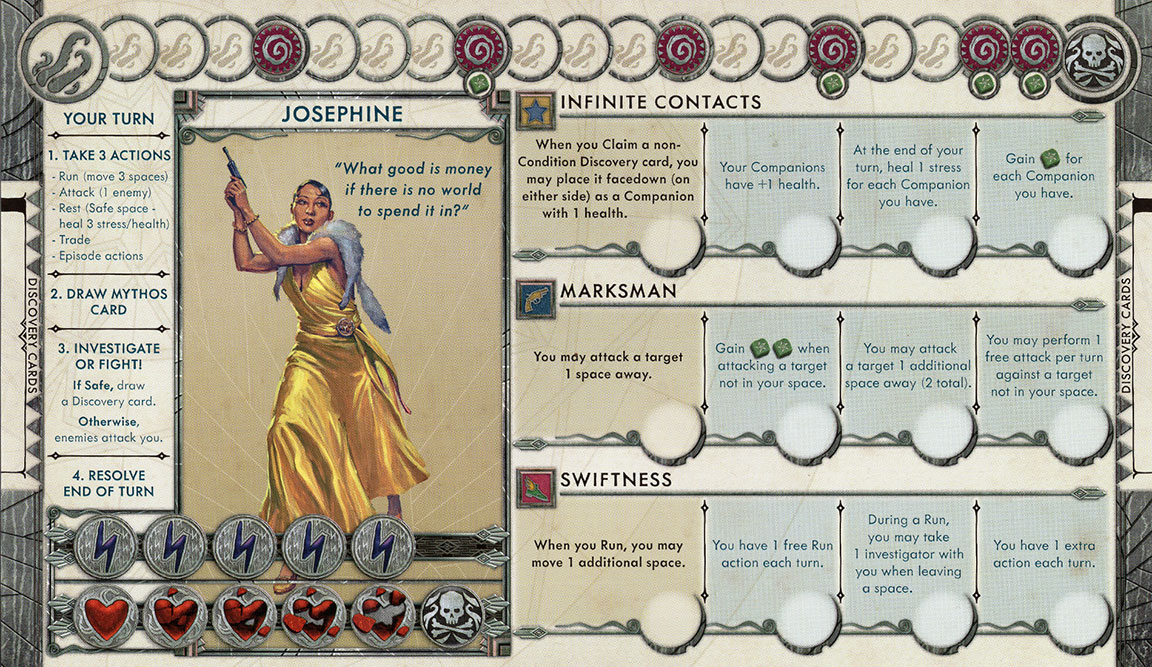 YOUR TURN
1. TAKE 3 ACTIONS
- Run (move 3 spaces)
- Attack (1 enemy)
- Rest (Safe space -
heal 3 stress/health)
- Trade
- Episode actions
2. DRAW MYTHOS
CARD
3. INVESTIGATE
OR FIGHT!
If Safe, draw
a Discovery card.
Otherwise,
enemies attack you.
4. RESOLVE
END OF TURN
DISCOVERY CARDS
JOSEPHINE
"What good is money
if there is no world
to spend it in?"
INFINITE CONTACTS
When you Claim a non-
Condition Discovery card, you
may place it facedown (on
either side) as a Companion
with 1 health.
Your Companions
have +1 health.
At the end of your
turn, heal 1 stress
for each Companion
you have.
Gain for
each Companion
you have.
MARKSMAN
You may attack a target
1 space away.
Gain when
attacking a target
not in your space.
You may attack
a target 1 additional
space away (2 total).
You may perform 1
free attack per turn
against a target
not in your space.
SWIFTNESS
When you Run, you may
move 1 additional space.
You have 1 free Run
action each turn.
During a Run,
you may take
1 investigator with
you when leaving
a space.
You have 1 extra
action each turn.
DISCOVERY CARDS